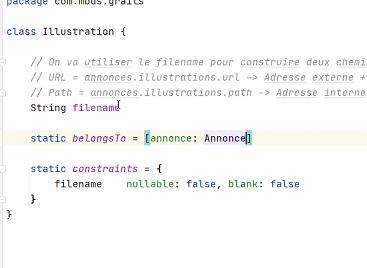 package com.mbds.grails
class Illustration {
// On va utiliser le filename pour construire deux chemi
// URL = annonces.illustrations.url -> Adresse externe +
// Path = annonces.illustrations.path -> Adresse interne
String filename
static belongsTo = [annonce: Annonce]
static constraints = {
filename nullable: false, blank: false
}
}